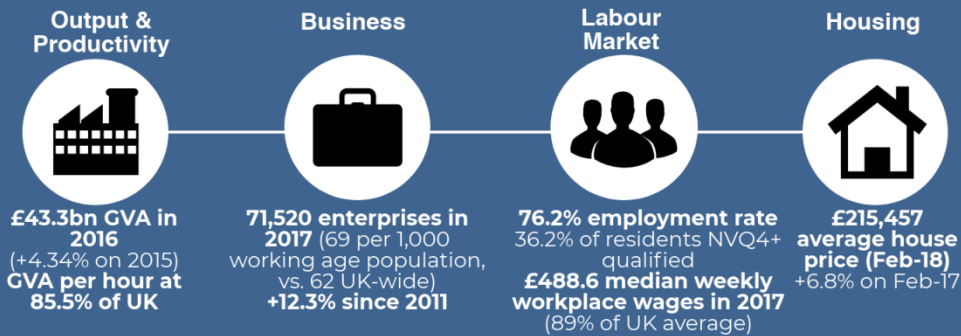 Output &
Productivity
£43.3bn GVA in
2016
(+4.34% on 2015)
GVA per hour at
85.5% of UK
Business
71,520 enterprises in
2017 (69 per 1,000
working age population,
vs. 62 UK-wide)
+12.3% since 2011
Labour
Market
76.2% employment rate
36.2% of residents NVQ4+
qualified
£488.6 median weekly
workplace wages in 2017
(89% of UK average)
Housing
£215,457
average house
price (Feb-18)
+6.8% on Feb-17